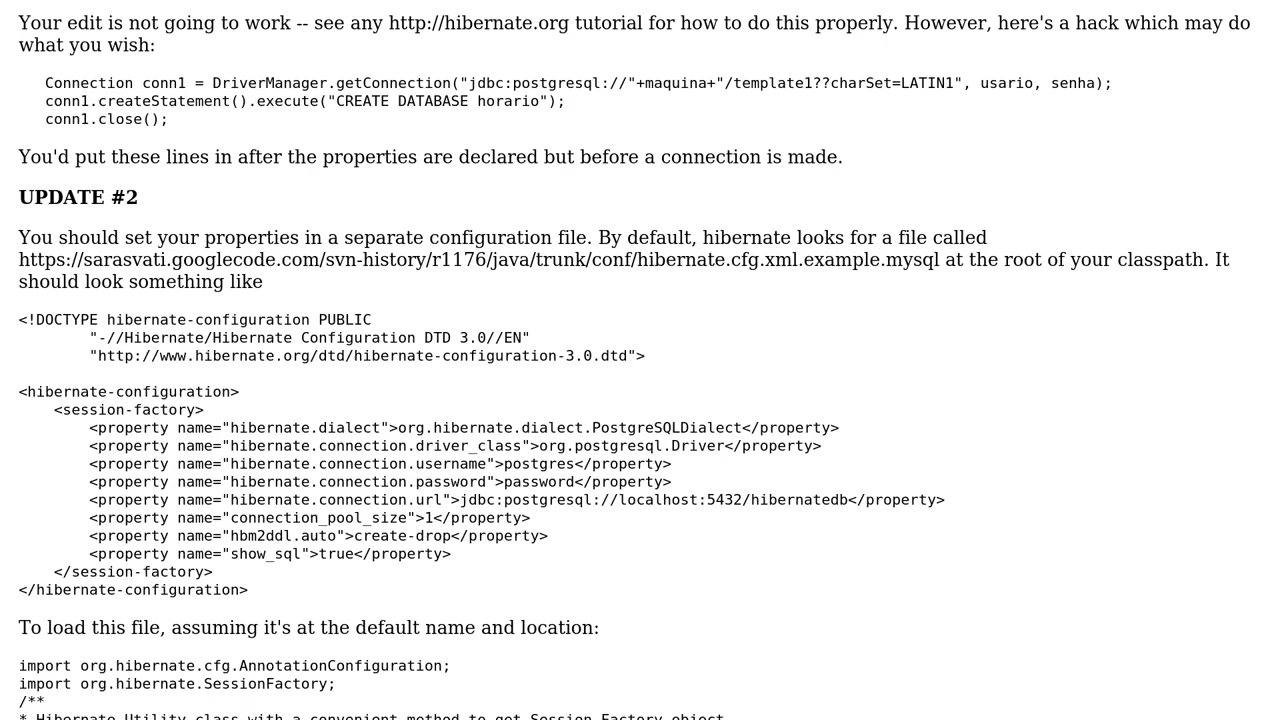 Your edit is not going to work -- see any http://hibernate.org tutorial for how to do this properly. However, here's a hack which may do
what you wish:
Connection conn1 = DriverManager.getConnection("jdbc:postgresql://"+maquina+"/template1??charSet=LATIN1", usario, senha);
conn1.createStatement().execute("CREATE DATABASE horario");
conn1.close();
You'd put these lines in after the properties are declared but before a connection is made.
UPDATE #2
You should set your properties in a separate configuration file. By default, hibernate looks for a file called
https://sarasvati.googlecode.com/svn-history/r1176/java/trunk/conf/hibernate.cfg.xml.example.mysql at the root of your classpath. It
should look something like
<!DOCTYPE hibernate-configuration PUBLIC
"-//Hibernate/Hibernate Configuration DTD 3.0//EN"
"http://www.hibernate.org/dtd/hibernate-configuration-3.0.dtd">
<hibernate-configuration>
<session-factory>
<property name="hibernate.dialect">org.hibernate.dialect.PostgreSQLDialect</property>
<property name="hibernate.connection.driver_class">org.postgresql.Driver</property>
<property name="hibernate.connection.username">postgres</property>
<property name="hibernate.connection.password">password</property>
<property name="hibernate.connection.url">jdbc:postgresql://localhost:5432/hibernatedb</property>
<property name="connection_pool_size">1</property>
<property name="hbm2ddl.auto">create-drop</property>
<property name="show_sql">true</property>
</session-factory>
</hibernate-configuration>
To load this file, assuming it's at the default name and location:
import org.hibernate.cfg.AnnotationConfiguration;
import org.hibernate.SessionFactory;
/**
* Hibernate Utility class with a convenient method to get Session Factory object.